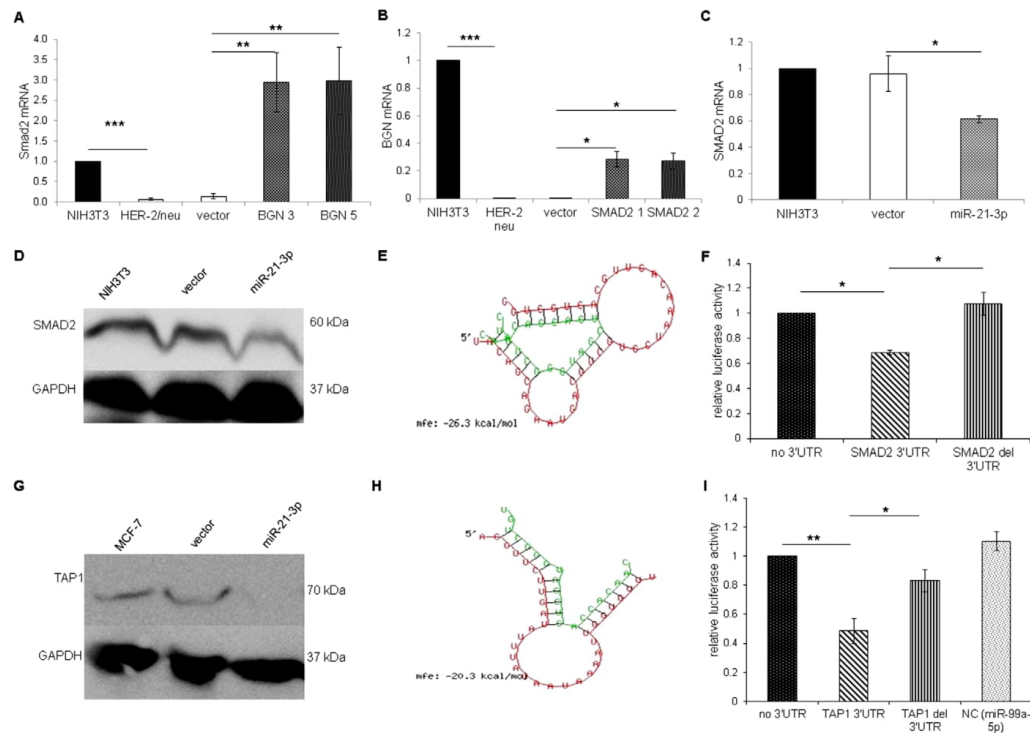 A
**
**
***
Smad2 mRNA
4.5
4.0
3.5
3.0
2.5
2.0
1.5
1.0
0.5
0.0
NIH3T3 HER-2/neu vector BGN 3 BGN 5
B
***
*
*
BGN mRNA
1.2
1
0.8
0.6
0.4
0.2
0
NIH3T3 HER-2 neu vector SMAD2 1 SMAD2 2
C
*
SMAD2 mRNA
1.4
1.2
1
0.8
0.6
0.4
0.2
0
NIH3T3 vector miR-21-3p
D
NIH3T3 vector miR-21-3p
SMAD2 60 kDa
GAPDH 37 kDa
E
5'
mfe: -26.3 kcal/mol
F
*
*
relative luciferase activity
1.4
1.2
1
0.8
0.6
0.4
0.2
0
no 3'UTR SMAD2 3'UTR SMAD2 del
3'UTR
G
MCF-7 vector miR-21-3p
TAP1 70 kDa
GAPDH 37 kDa
H
5'
mfe: -20.3 kcal/mol
I
*
**
relative luciferase activity
1.4
1.2
1
0.8
0.6
0.4
0.2
0
no 3'UTR TAP1 3'UTR TAP1 del NC (miR-99a-
3'UTR 5p)